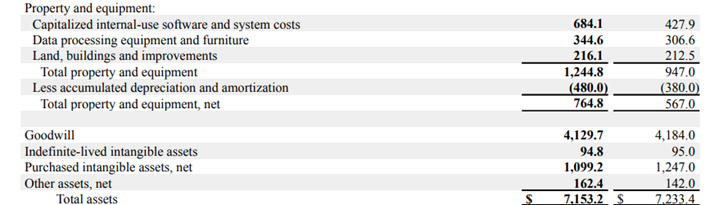 Property and equipment:
Capitalized internal-use software and system costs 684.1 427.9
Data processing equipment and furniture 344.6 306.6
Land, buildings and improvements 216.1 212.5
Total property and equipment 1,244.8 947.0
Less accumulated depreciation and amortization (480.0) (380.0)
Total property and equipment, net 764.8 567.0
Goodwill 4,129.7 4,184.0
Indefinite-lived intangible assets 94.8 95.0
Purchased intangible assets, net 1,099.2 1,247.0
Other assets, net 162.4 142.0
Total assets $ 7,153.2 $ 7,233.4